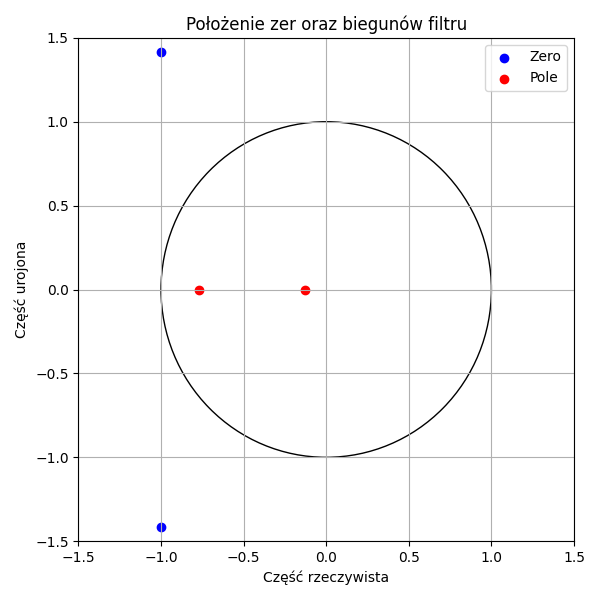 Położenie zer oraz biegunów filtru
Zero
Pole
1.5
1.0
0.5
0.0
−0.5
−1.0
−1.5
Część urojona
−1.5
−1.0
−0.5
0.0
0.5
1.0
1.5
Część rzeczywista